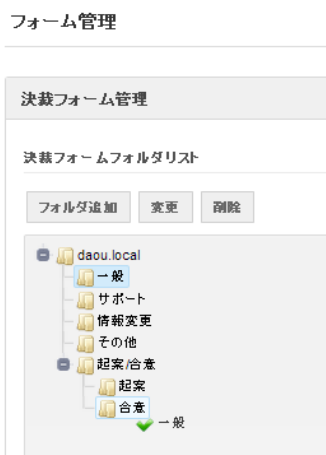 フォーム管理
決裁フォーム管理
決裁フォームフォルダリスト
フォルダ追加 変更 削除
daou.local
一般
サポート
情報変更
その他
起案/合意
起案
合意
一般